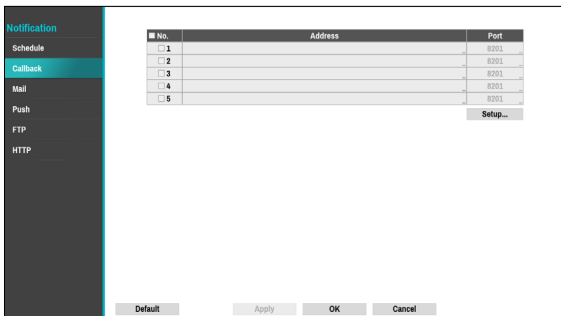 Notification
Schedule
Callback
Mail
Push
FTP
HTTP
No. Address Port
1 8201
2 8201
3 8201
4 8201
5 8201
Setup...
Default Apply OK Cancel